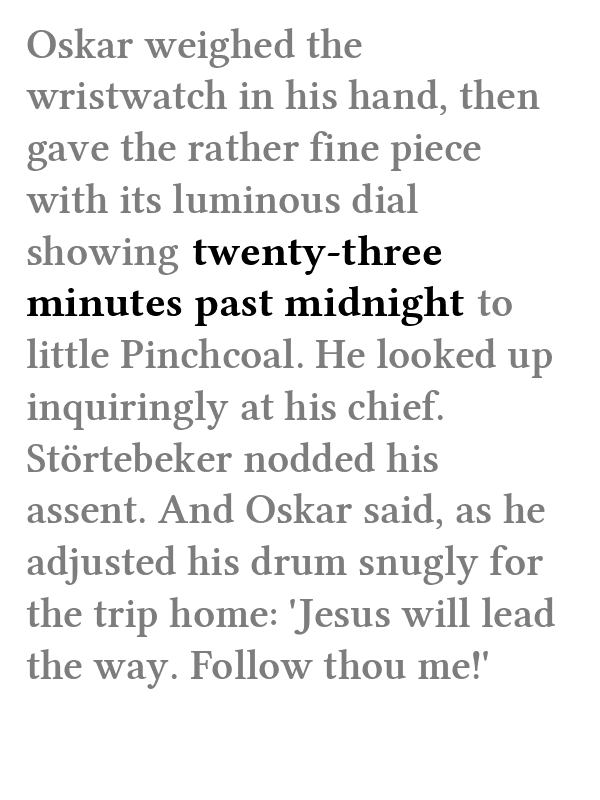 Oskar weighed the
wristwatch in his hand, then
gave the rather fine piece
with its luminous dial
showing twenty-three
minutes past midnight to
little Pinchcoal. He looked up
inquiringly at his chief.
Störtebeker nodded his
assent. And Oskar said, as he
adjusted his drum snugly for
the trip home: 'Jesus will lead
the way. Follow thou me!'